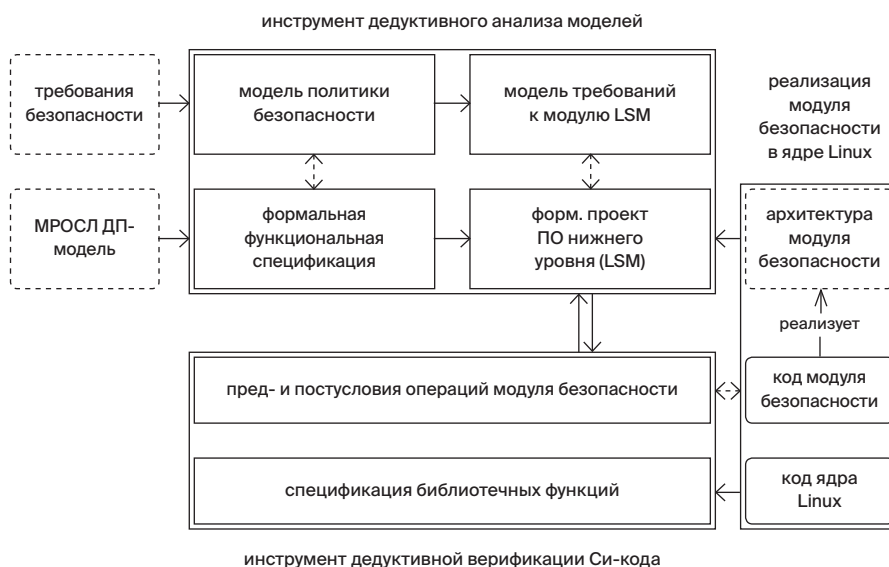 инструмент дедуктивного анализа моделей
требования
безопасности
модель политики
безопасности
модель требований
к модулю LSM
реализация
модуля
безопасности
в ядре Linux
МРОСЛ ДП-
модель
формальная
функциональная
спецификация
форм. проект
ПО нижнего
уровня (LSM)
архитектура
модуля
безопасности
реализует
пред- и постусловия операций модуля безопасности
код модуля
безопасности
спецификация библиотечных функций
код ядра
Linux
инструмент дедуктивной верификации Си-кода